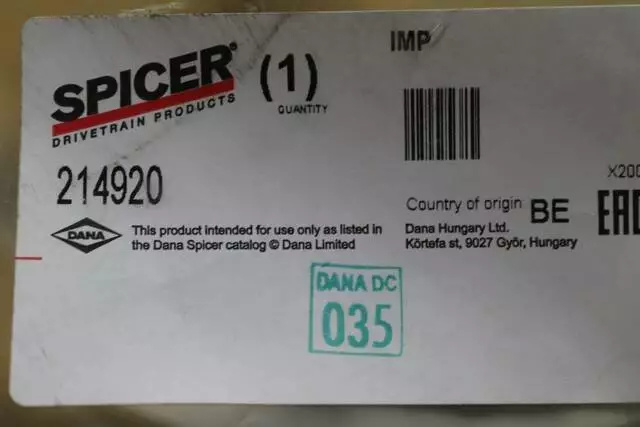 SPICER®
DRIVETRAIN PRODUCTS
(1)
QUANTITY
IMP
214920
X200
Country of origin BE
EAC
DANA
This product intended for use only as listed in
the Dana Spicer catalog © Dana Limited
Dana Hungary Ltd.
Körtefa st, 9027 Győr, Hungary
DANA DC
035